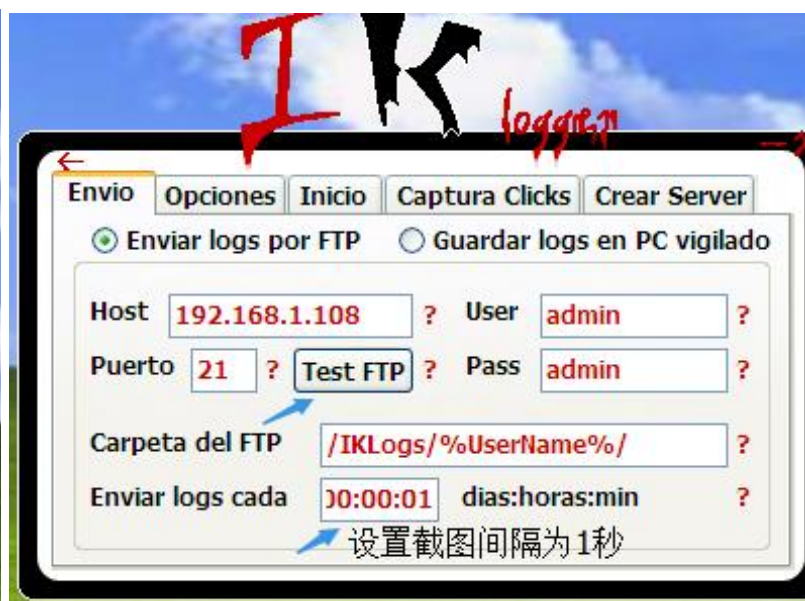 IK logger
Envio Opciones Inicio Captura Clicks Crear Server
Enviar logs por FTP Guardar logs en PC vigilado
Host 192.168.1.108 ? User admin ?
Puerto 21 ? Test FTP ? Pass admin ?
Carpeta del FTP /IKLogs/%UserName%/ ?
Enviar logs cada 00:00:01 dias:horas:min ?
设置截图间隔为1秒